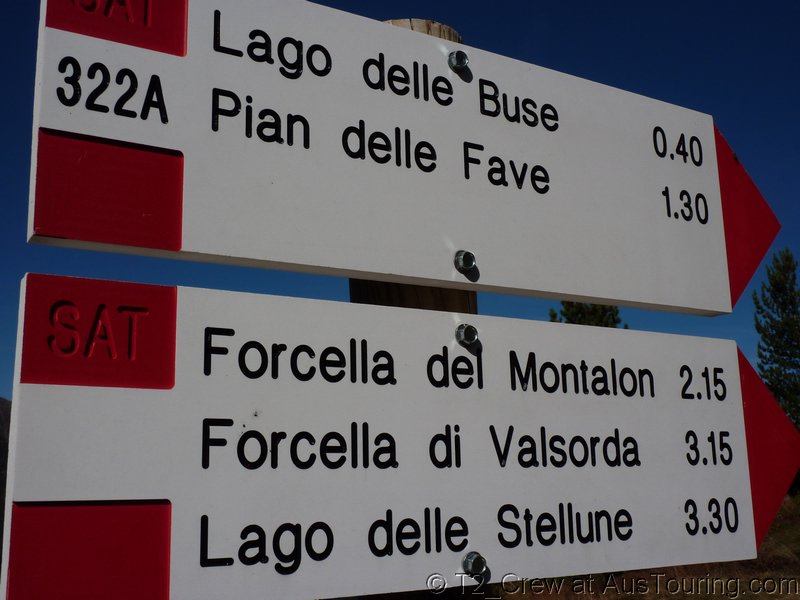 SAT
322A
Lago delle Buse 0.40
Pian delle Fave 1.30
SAT
Forcella del Montalon 2.15
Forcella di Valsorda 3.15
Lago delle Stellune 3.30
© T2_Crew at AusTouring.com